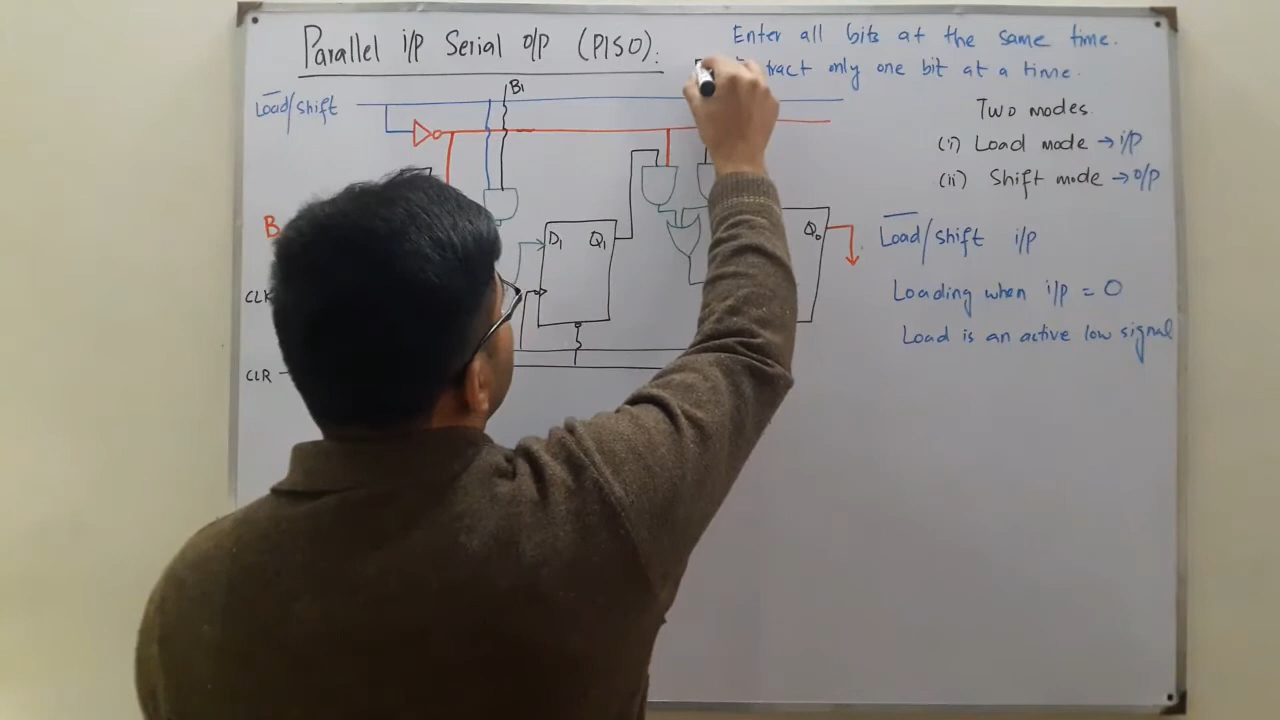 Parallel i/p Serial o/p (PISO).
Enter all bits at the same time.
only one bit at a time.
Load/shift
B1
Two modes.
(i) Load mode → i/p
(ii) Shift mode → o/p
B
D1 Q1
Q0
Load/shift i/p
CLK
Loading when i/p = 0
Load is an active low signal
CLR